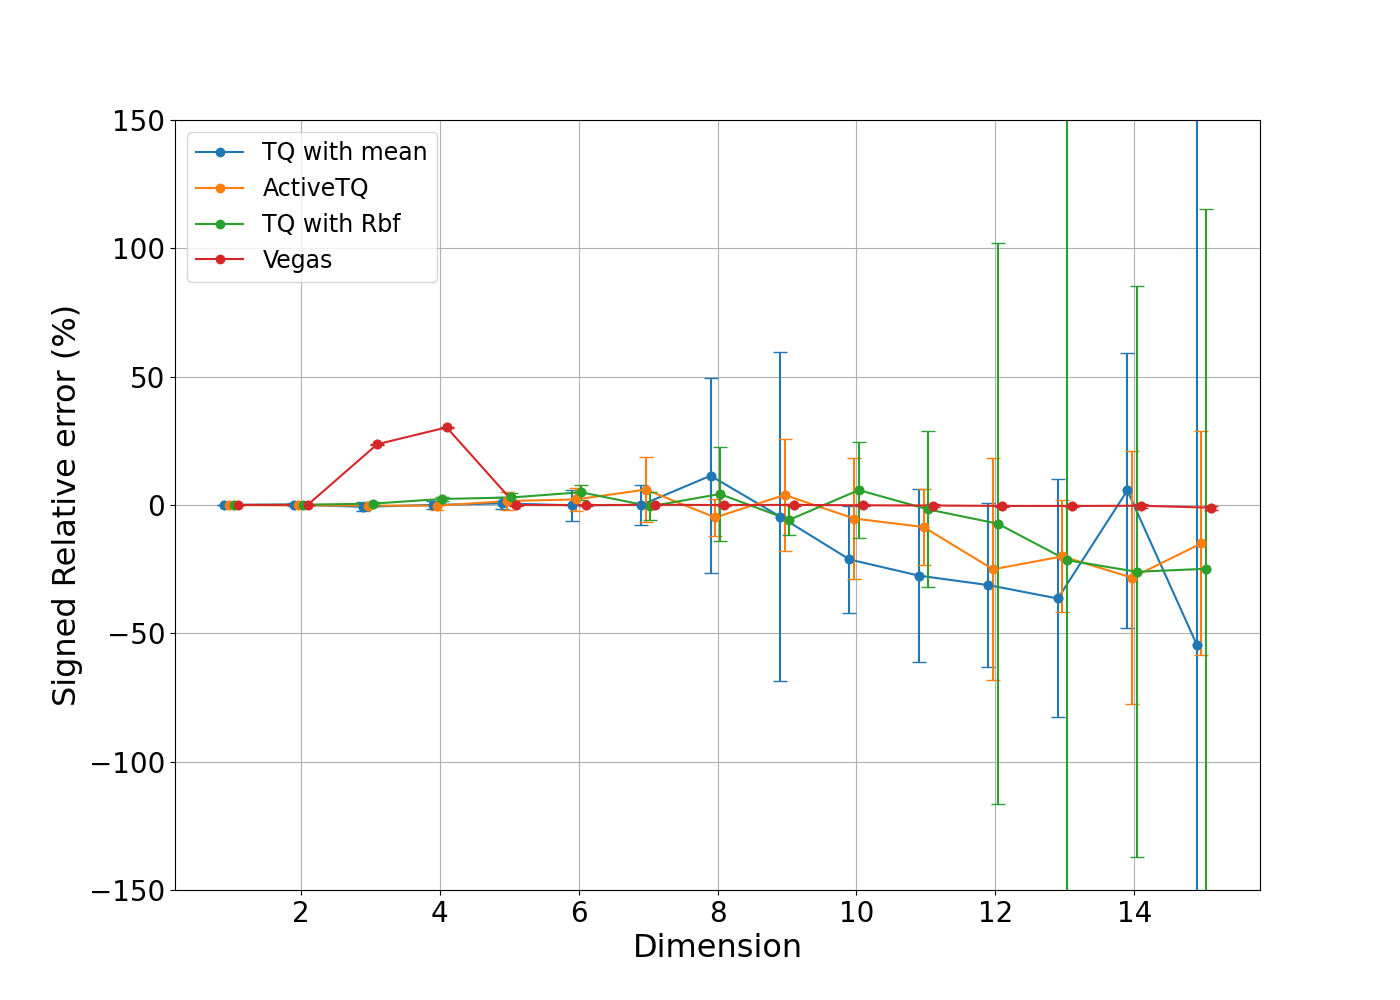 TQ with mean
ActiveTQ
TQ with Rbf
Vegas
Signed Relative error (%)
150
100
50
0
−50
−100
−150
2 4 6 8 10 12 14
Dimension